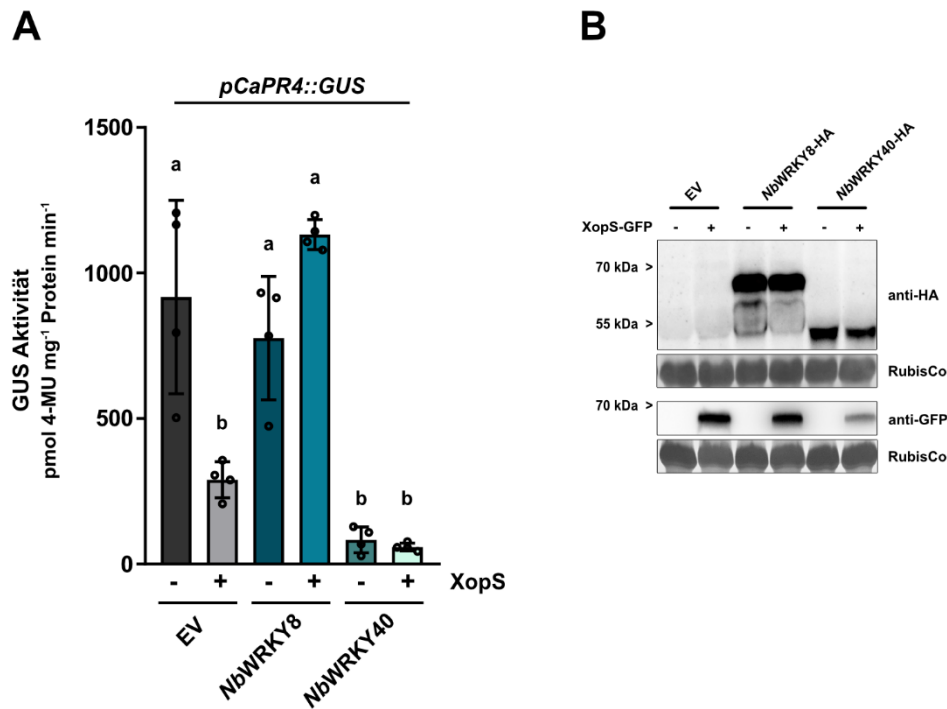 A
pCaPR4::GUS
GUS Aktivität
pmol 4-MU mg⁻¹ Protein min⁻¹
1500
1000
500
0
a
b
a
a
b
b
- + - + - + XopS
EV
NbWRKY8
NbWRKY40
B
EV
NbWRKY8-HA
NbWRKY40-HA
XopS-GFP - + - + - +
70 kDa >
55 kDa >
anti-HA
RubisCo
70 kDa >
anti-GFP
RubisCo